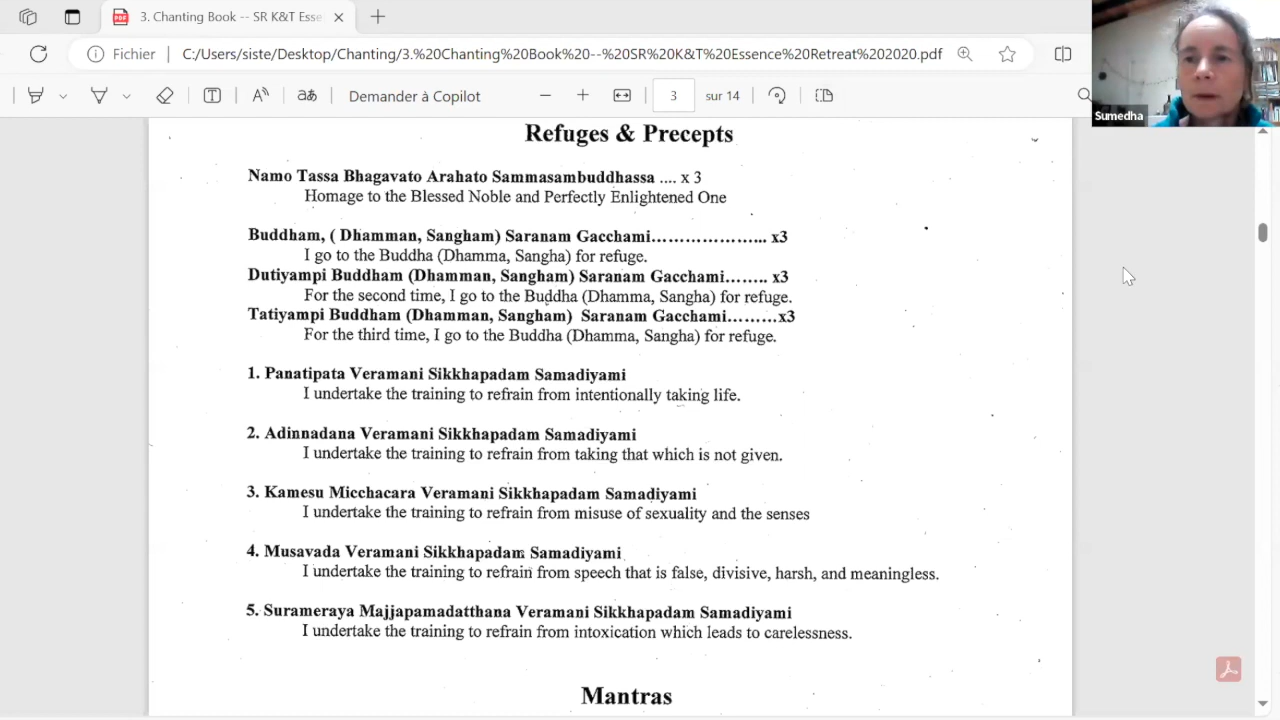 3. Chanting Book -- SR K&T Esse
Fichier
C:/Users/siste/Desktop/Chanting/3.%20Chanting%20Book%20--%20SR%20K&T%20Essence%20Retreat%202020.pdf
Demander à Copilot
3
sur 14
Sumedha
Refuges & Precepts
Namo Tassa Bhagavato Arahato Sammasambuddhassa .... x 3
Homage to the Blessed Noble and Perfectly Enlightened One
Buddham, ( Dhamman, Sangham) Saranam Gacchami………………….. x3
I go to the Buddha (Dhamma, Sangha) for refuge.
Dutiyampi Buddham (Dhamman, Sangham) Saranam Gacchami…….. x3
For the second time, I go to the Buddha (Dhamma, Sangha) for refuge.
Tatiyampi Buddham (Dhamman, Sangham) Saranam Gacchami………x3
For the third time, I go to the Buddha (Dhamma, Sangha) for refuge.
1. Panatipata Veramani Sikkhapadam Samadiyami
I undertake the training to refrain from intentionally taking life.
2. Adinnadana Veramani Sikkhapadam Samadiyami
I undertake the training to refrain from taking that which is not given.
3. Kamesu Micchacara Veramani Sikkhapadam Samadiyami
I undertake the training to refrain from misuse of sexuality and the senses
4. Musavada Veramani Sikkhapadam Samadiyami
I undertake the training to refrain from speech that is false, divisive, harsh, and meaningless.
5. Surameraya Majjapamadatthana Veramani Sikkhapadam Samadiyami
I undertake the training to refrain from intoxication which leads to carelessness.
Mantras